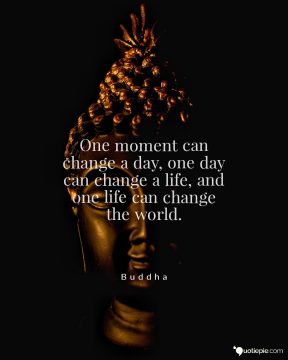 One moment can
change a day, one day
can change a life, and
one life can change
the world.
Buddha
Quotepie.com